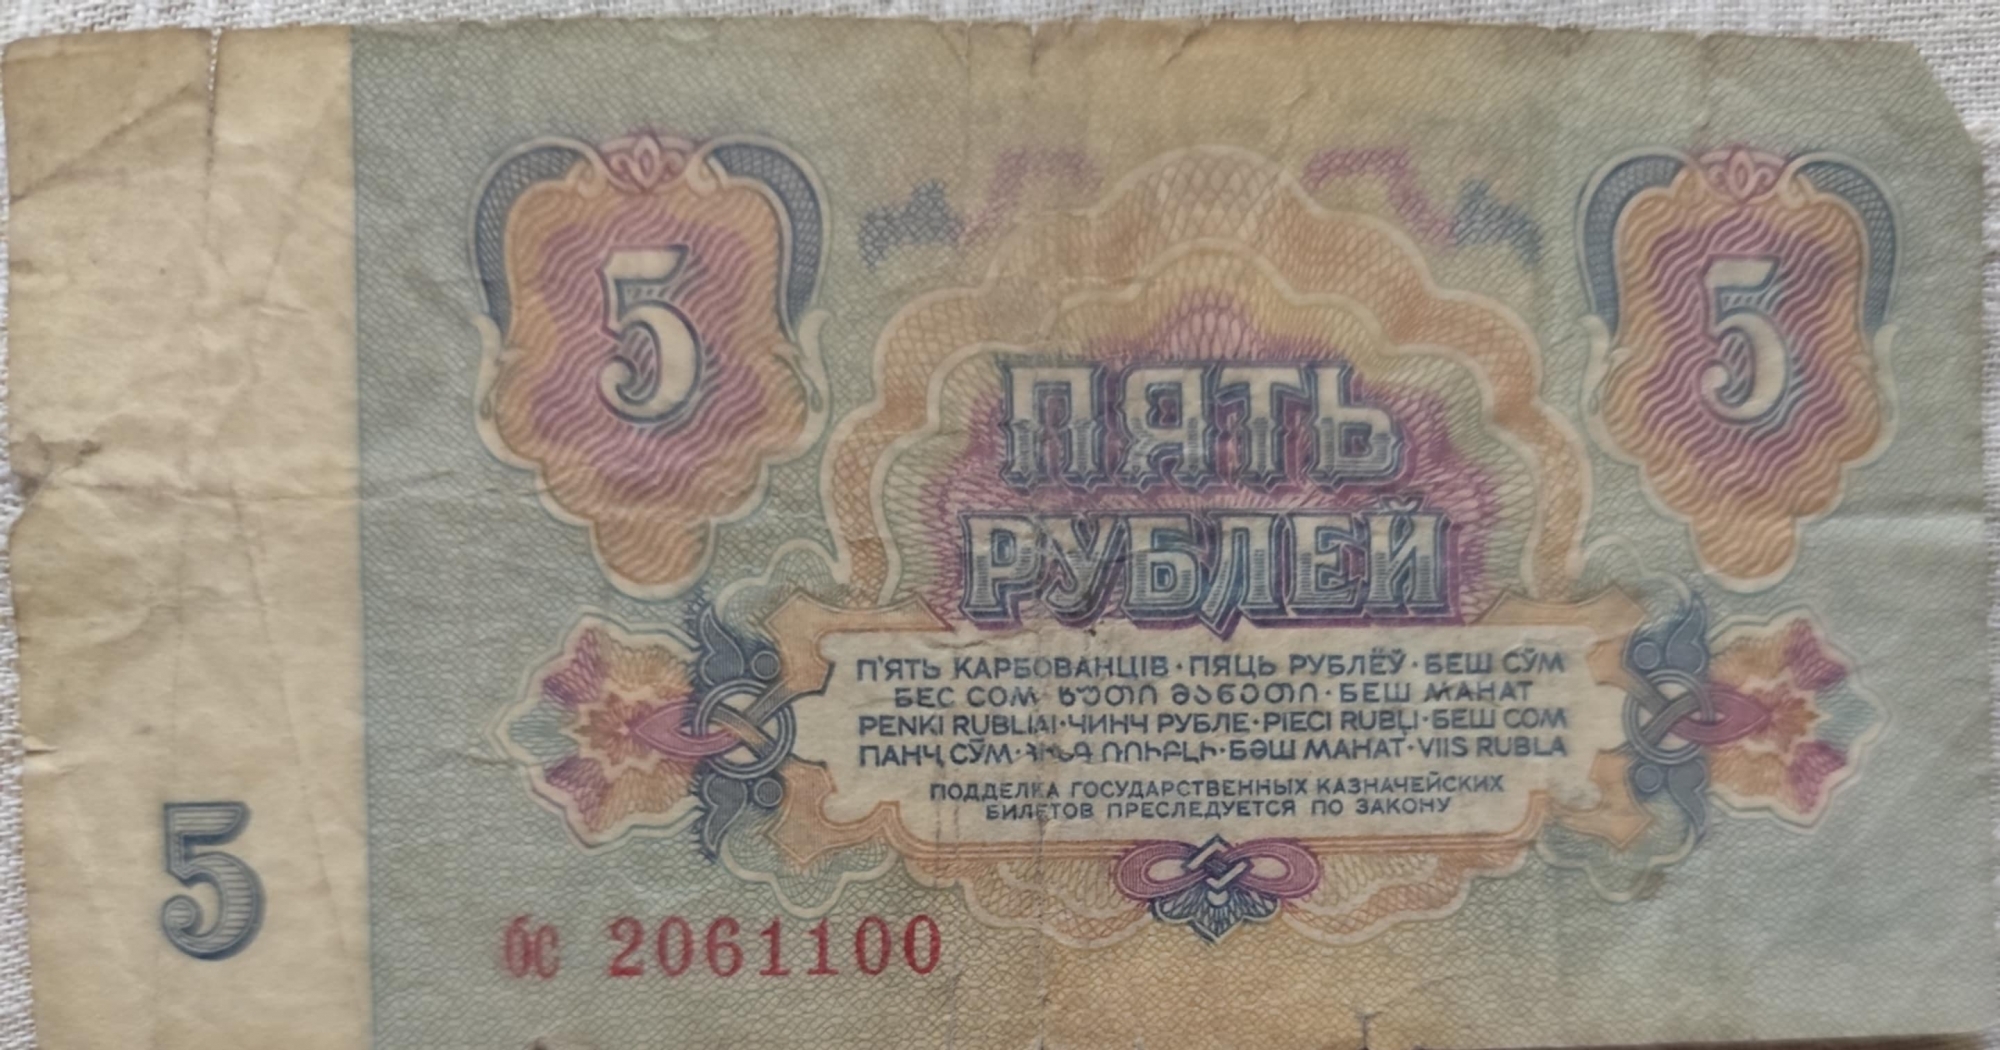 5
5
ПЯТЬ
РУБЛЕЙ
П'ЯТЬ КАРБОВАНЦІВ · ПЯЦЬ РУБЛЁЎ · БЕШ СЎМ
БЕС СОМ ხუთი მანეთი · БЕШ МАНАТ
PENKI RUBLIAI · ЧИНЧ РУБЛЕ · PIECI RUBĻI · БЕШ СОМ
ПАНҶ СӮМ · ՀԻՆԳ ՌՈՒԲԼԻ · БӘШ МАНАТ · VIIS RUBLA
ПОДДЕЛКА ГОСУДАРСТВЕННЫХ КАЗНАЧЕЙСКИХ
БИЛЕТОВ ПРЕСЛЕДУЕТСЯ ПО ЗАКОНУ
5
бс 2061100